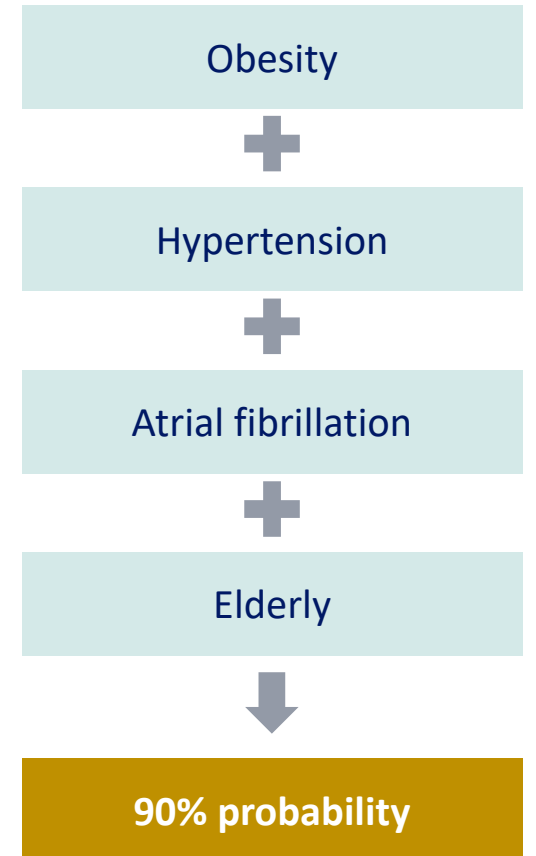 Obesity
Hypertension
Atrial fibrillation
Elderly
90% probability